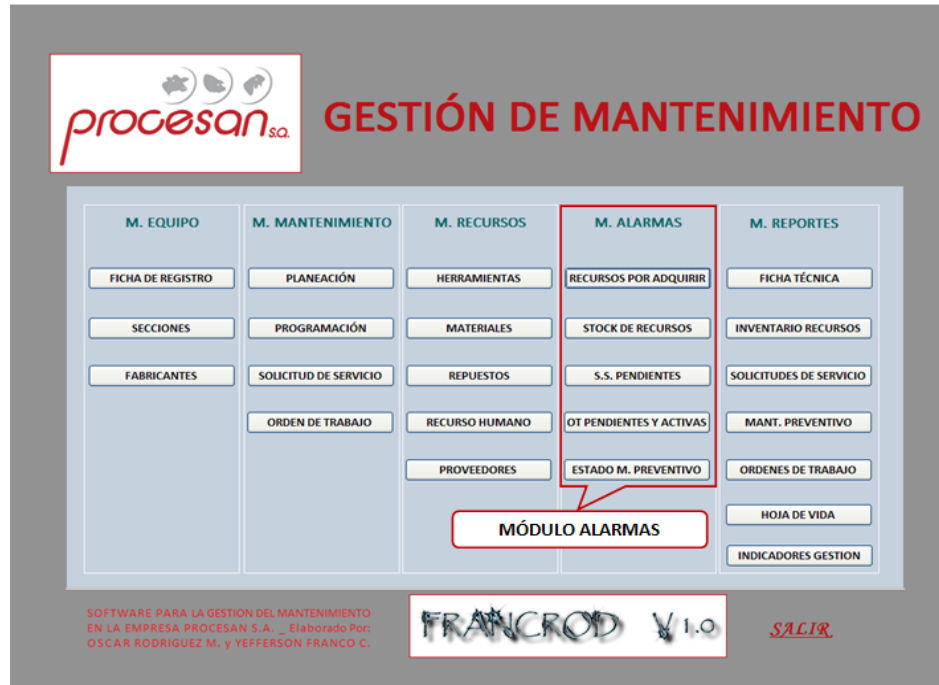 procesan s.a.
GESTIÓN DE MANTENIMIENTO
M. EQUIPO
FICHA DE REGISTRO
SECCIONES
FABRICANTES
M. MANTENIMIENTO
PLANEACIÓN
PROGRAMACIÓN
SOLICITUD DE SERVICIO
ORDEN DE TRABAJO
M. RECURSOS
HERRAMIENTAS
MATERIALES
REPUESTOS
RECURSO HUMANO
PROVEEDORES
M. ALARMAS
RECURSOS POR ADQUIRIR
STOCK DE RECURSOS
S.S. PENDIENTES
OT PENDIENTES Y ACTIVAS
ESTADO M. PREVENTIVO
MÓDULO ALARMAS
M. REPORTES
FICHA TÉCNICA
INVENTARIO RECURSOS
SOLICITUDES DE SERVICIO
MANT. PREVENTIVO
ORDENES DE TRABAJO
HOJA DE VIDA
INDICADORES GESTION
SOFTWARE PARA LA GESTION DEL MANTENIMIENTO
EN LA EMPRESA PROCESAN S.A. _ Elaborado Por:
OSCAR RODRIGUEZ M. y YEFFERSON FRANCO C.
FRANCROD V 1.0
SALIR